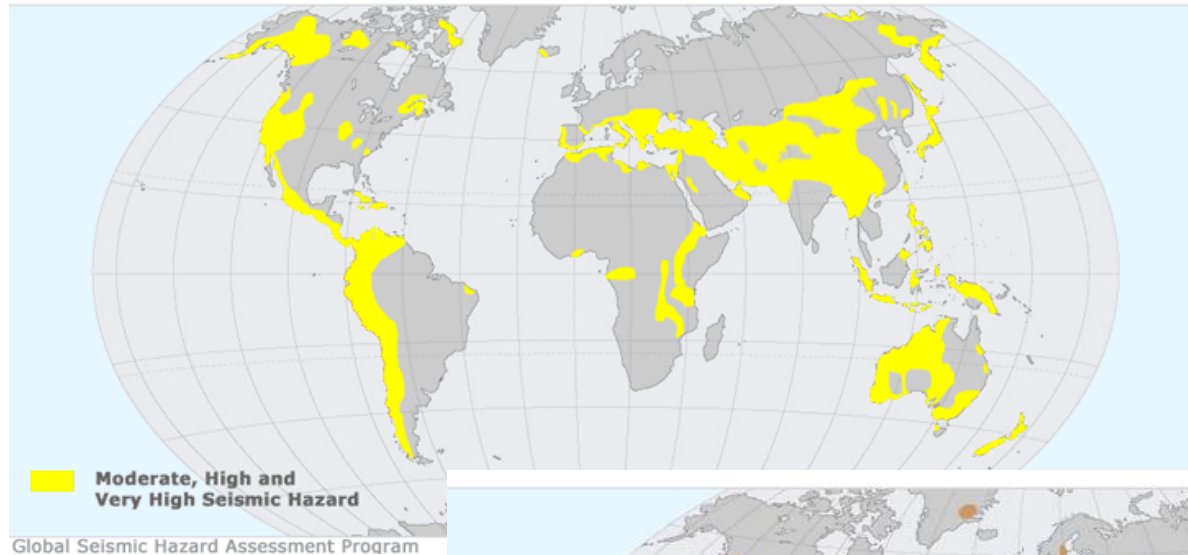 Moderate, High and
Very High Seismic Hazard
Global Seismic Hazard Assessment Program